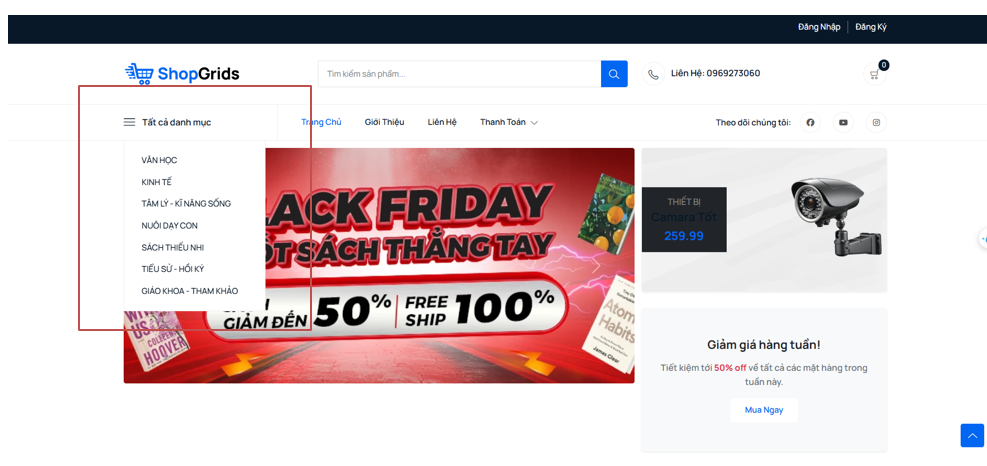 Đăng Nhập
Đăng Ký
ShopGrids
Tìm kiếm sản phẩm...
Liên Hệ: 0969273060
0
Tất cả danh mục
Trang Chủ
Giới Thiệu
Liên Hệ
Thanh Toán
Theo dõi chúng tôi:
VĂN HỌC
KINH TẾ
TÂM LÝ - KĨ NĂNG SỐNG
NUÔI DẠY CON
SÁCH THIẾU NHI
TIỂU SỬ - HỒI KÝ
GIÁO KHOA - THAM KHẢO
FRIDAY
SÁCH THẲNG TAY
GIẢM ĐẾN 50%
FREE SHIP 100%
COLLEEN
HOOVER
Atomic
Habits
James Clear
THIẾT BỊ
Camara Tốt
259.99
Giảm giá hàng tuần!
Tiết kiệm tới 50% off về tất cả các mặt hàng trong
tuần này.
Mua Ngay